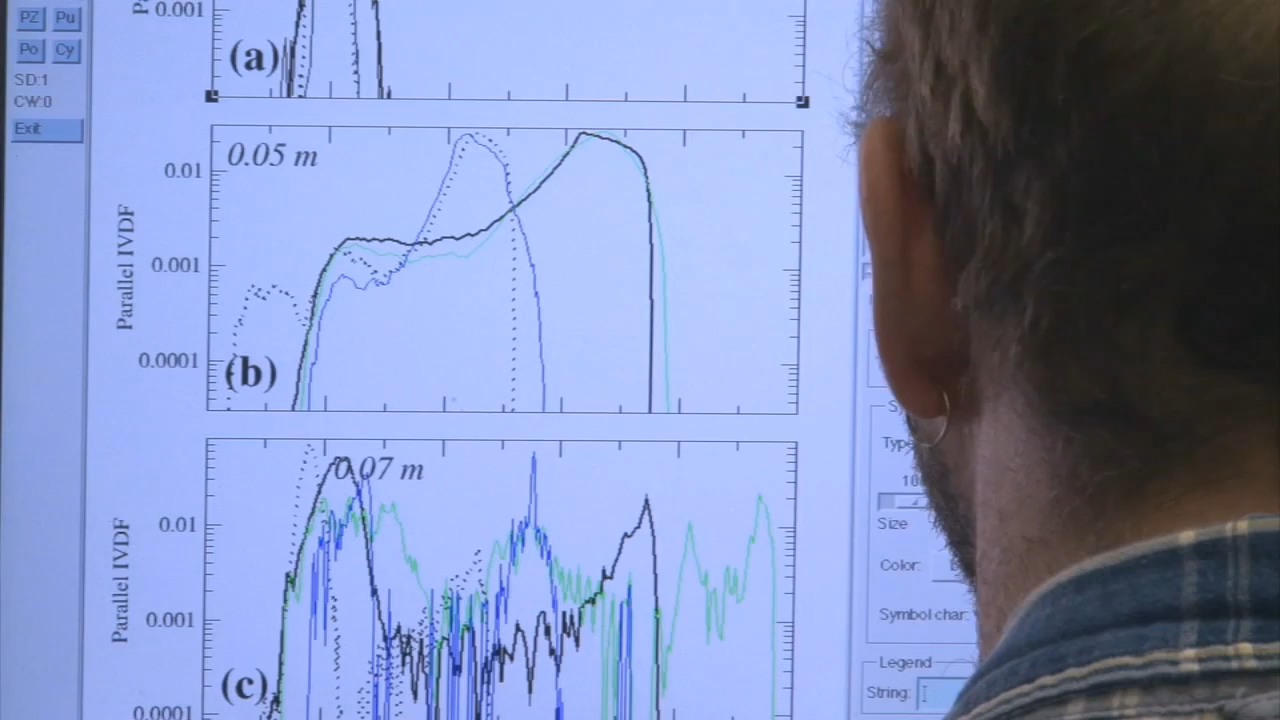 PZ Pu
Po Cy
SD:1
CW:0
Exit
0.001
(a)
0.05 m
0.01
0.001
0.0001
Parallel IVDF
(b)
0.07 m
0.01
0.001
0.0001
Parallel IVDF
(c)
Size
Color:
Symbol char:
Legend
String: